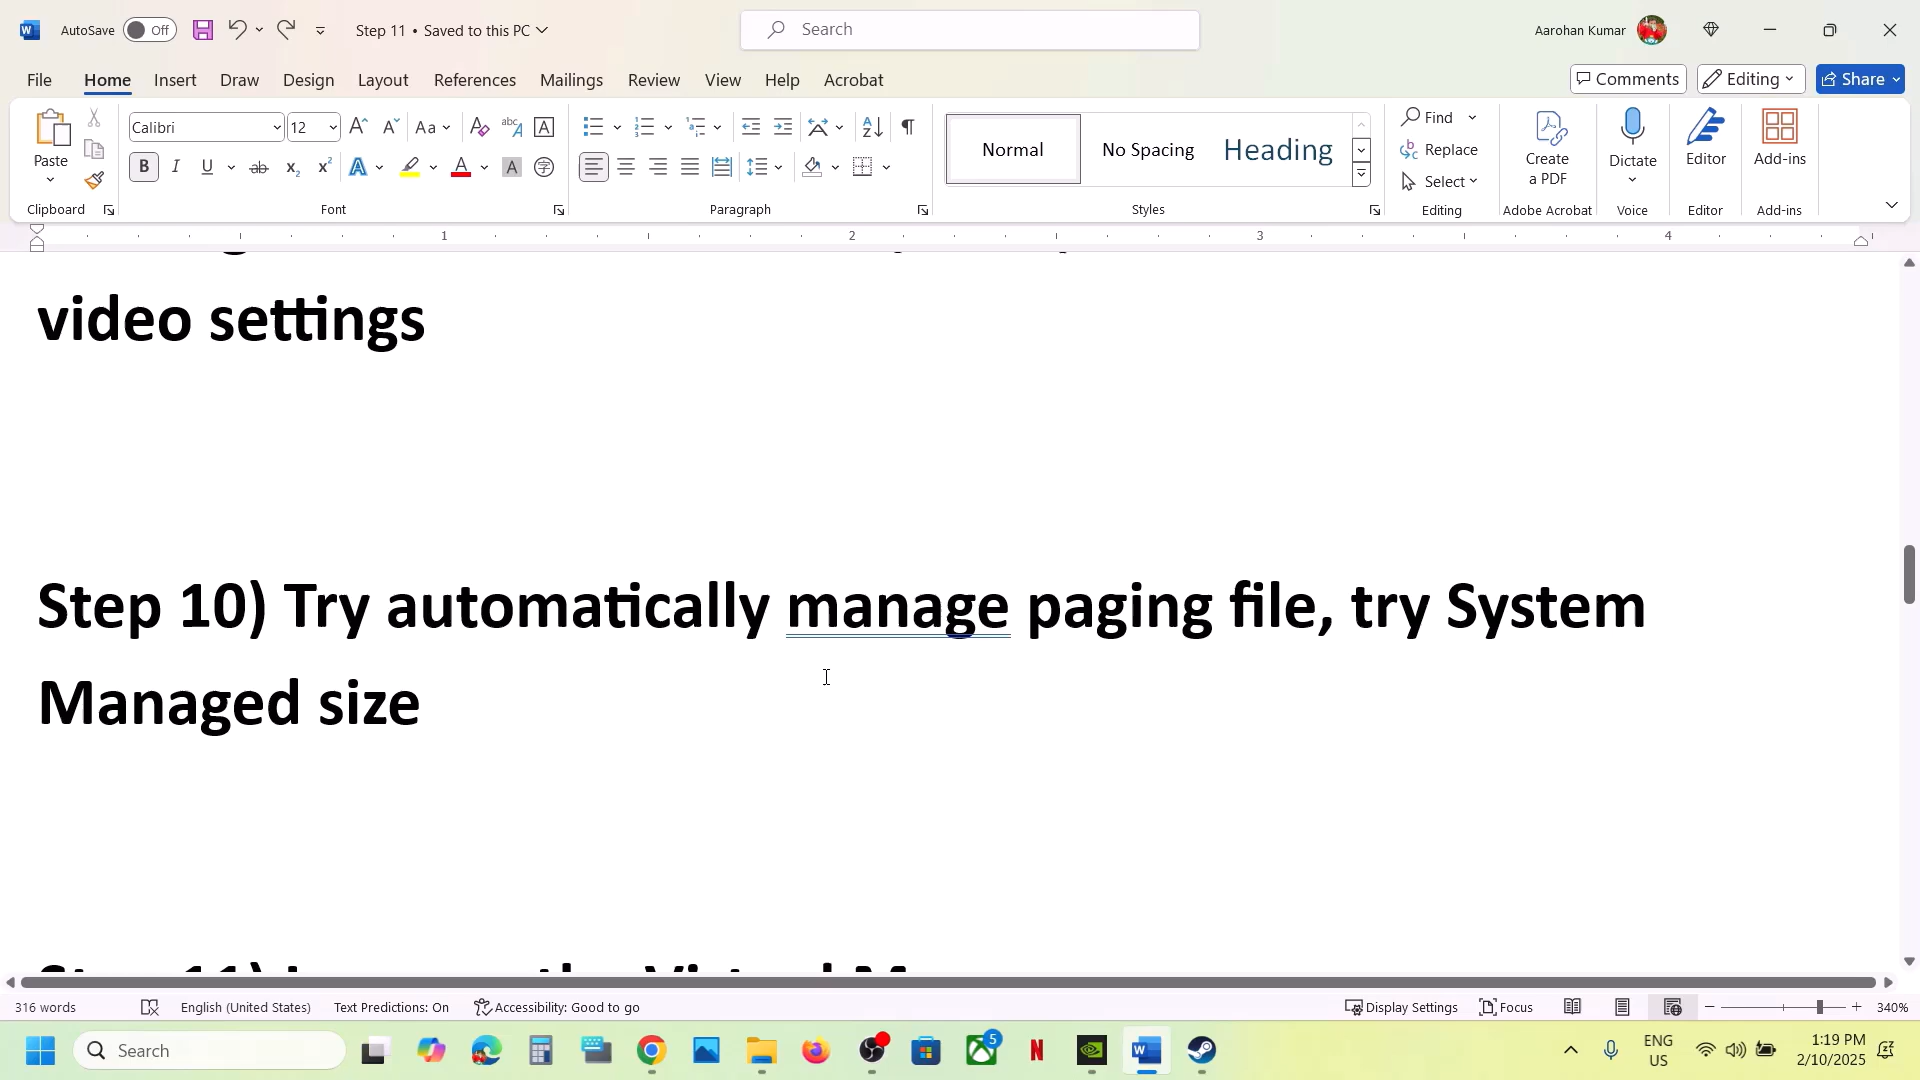 AutoSave Off Step 11 • Saved to this PC Search Aarohan Kumar
File Home Insert Draw Design Layout References Mailings Review View Help Acrobat Comments Editing Share
Paste Calibri 12 Normal No Spacing Heading Find Replace Select Create a PDF Dictate Editor Add-ins
Clipboard Font Paragraph Styles Editing Adobe Acrobat Voice Editor Add-ins
1 2 3 4
video settings
Step 10) Try automatically manage paging file, try System
Managed size
316 words English (United States) Text Predictions: On Accessibility: Good to go Display Settings Focus 340%
Search 5 ENG US 1:19 PM 2/10/2025